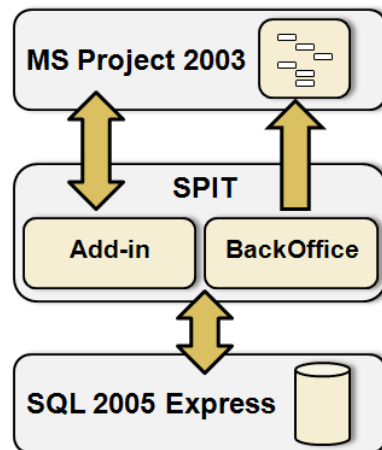 MS Project 2003
SPIT
Add-in
BackOffice
SQL 2005 Express